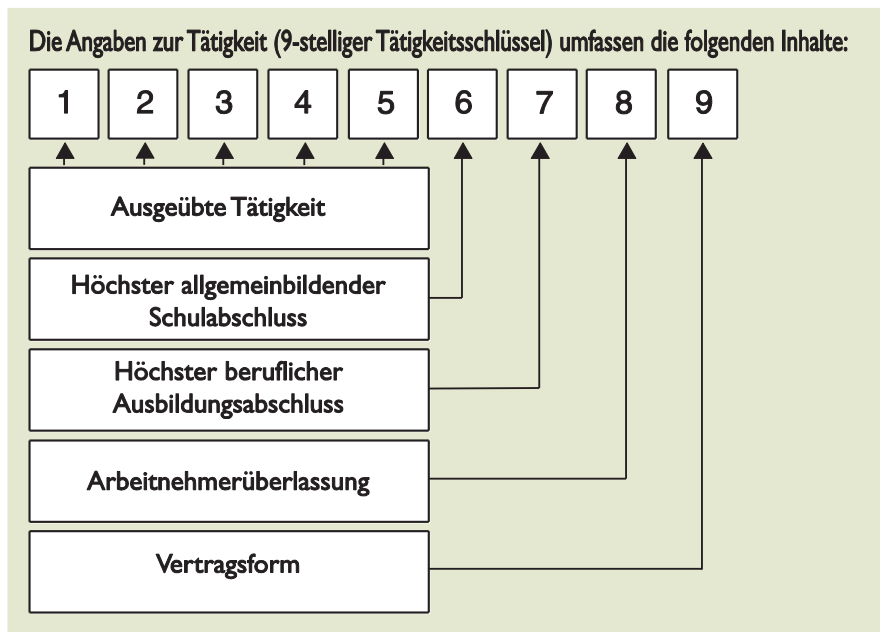 Die Angaben zur Tätigkeit (9-stelliger Tätigkeitsschlüssel) umfassen die folgenden Inhalte:
1 2 3 4 5 6 7 8 9
Ausgeübte Tätigkeit
Höchster allgemeinbildender
Schulabschluss
Höchster beruflicher
Ausbildungsabschluss
Arbeitnehmerüberlassung
Vertragsform